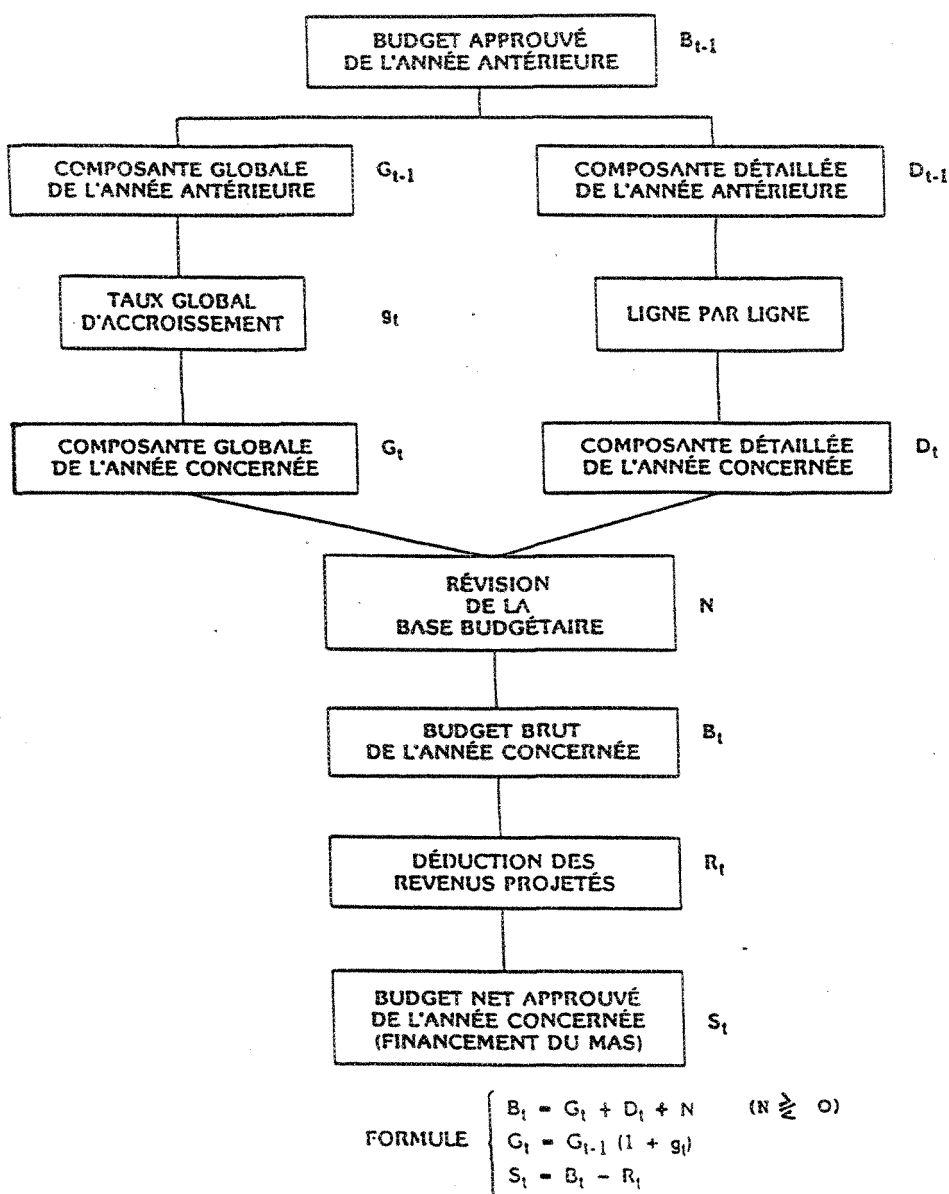 BUDGET APPROUVÉ
DE L'ANNÉE ANTÉRIEURE
B_{t-1}
COMPOSANTE GLOBALE
DE L'ANNÉE ANTÉRIEURE
G_{t-1}
COMPOSANTE DÉTAILLÉE
DE L'ANNÉE ANTÉRIEURE
D_{t-1}
TAUX GLOBAL
D'ACCROISSEMENT
g_t
LIGNE PAR LIGNE
COMPOSANTE GLOBALE
DE L'ANNÉE CONCERNÉE
G_t
COMPOSANTE DÉTAILLÉE
DE L'ANNÉE CONCERNÉE
D_t
RÉVISION
DE LA
BASE BUDGÉTAIRE
N
BUDGET BRUT
DE L'ANNÉE CONCERNÉE
B_t
DÉDUCTION DES
REVENUS PROJETÉS
R_t
BUDGET NET APPROUVÉ
DE L'ANNÉE CONCERNÉE
(FINANCEMENT DU MAS)
S_t
FORMULE
B_t = G_t + D_t + N (N ⪌ O)
G_t = G_{t-1} (1 + g_t)
S_t = B_t - R_t